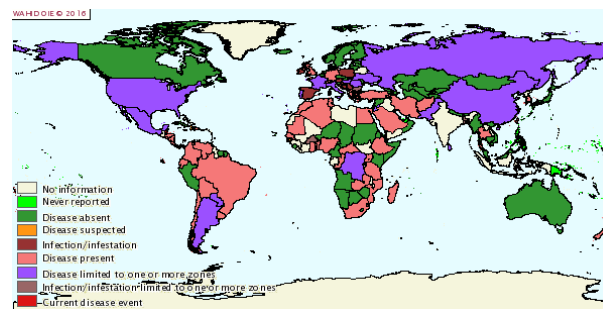 WAHID OIE © 2016
No information
Never reported
Disease absent
Disease suspected
Infection/infestation
Disease present
Disease limited to one or more zones
Infection/infestation limited to one or more zones
Current disease event